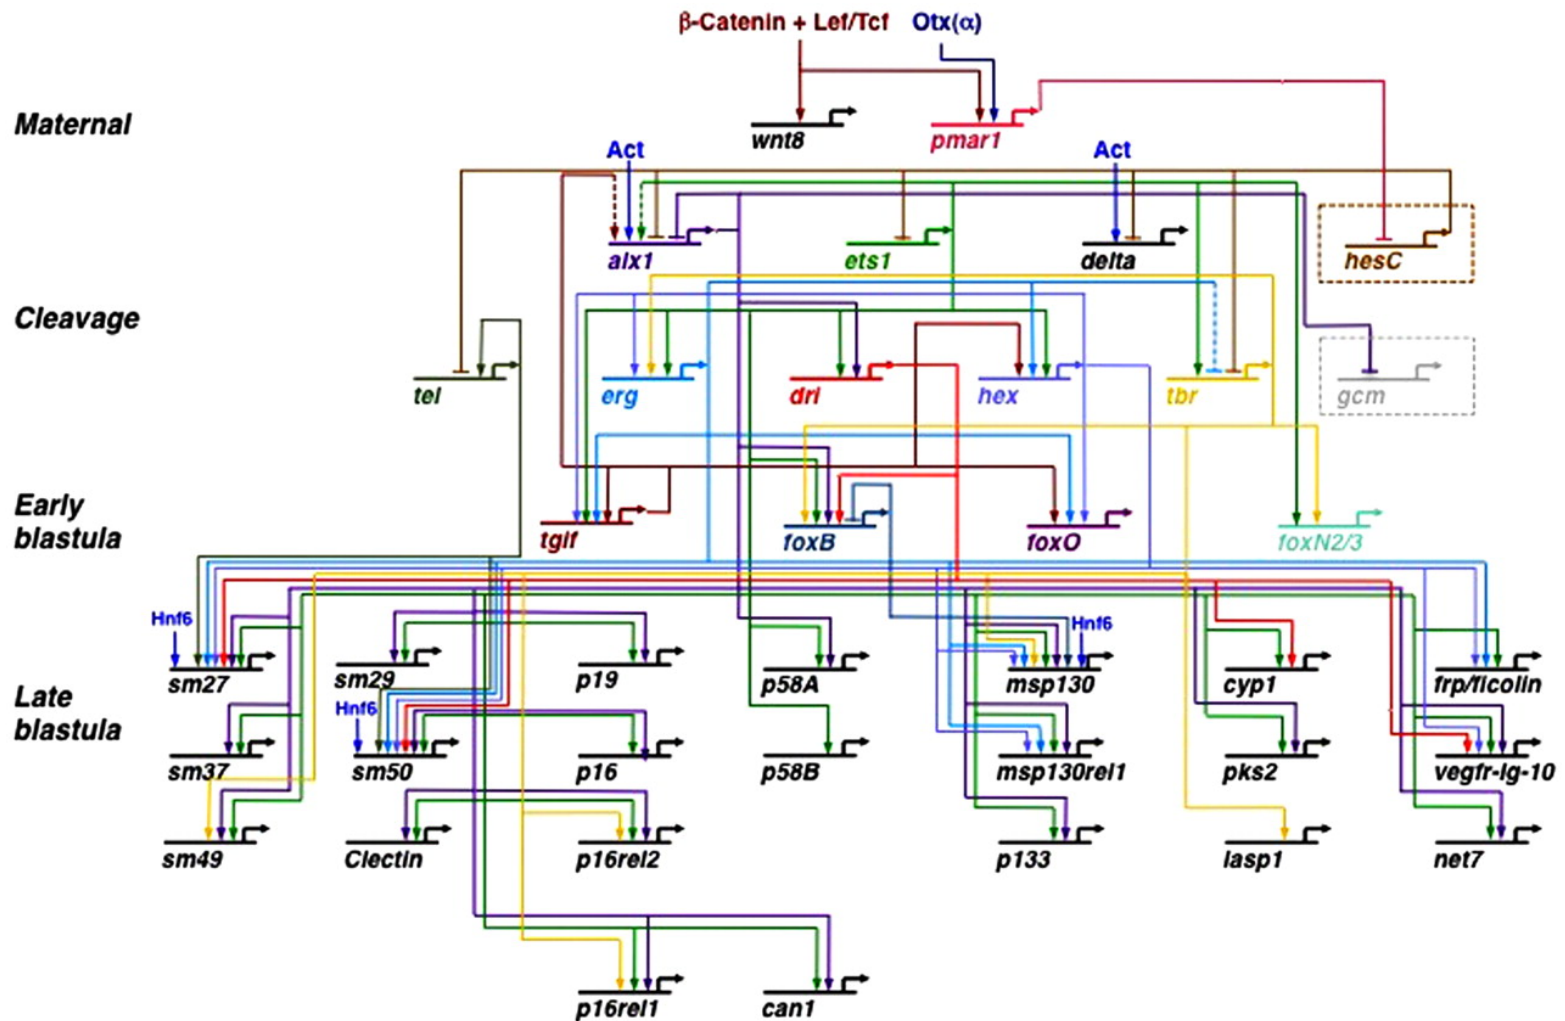 β-Catenin + Lef/Tcf Otx(α)
Maternal
wnt8 pmar1
Act Act
alx1 ets1 delta hesC
Cleavage
tel erg dri hex tbr gcm
Early
blastula
tgif foxB foxO foxN2/3
Hnf6 Hnf6
sm27 sm29 p19 p58A msp130 cyp1 frp/ficolin
Late
blastula
Hnf6
sm37 sm50 p16 p58B msp130rel1 pks2 vegfr-Ig-10
sm49 Clectin p16rel2 p133 lasp1 net7
p16rel1 can1